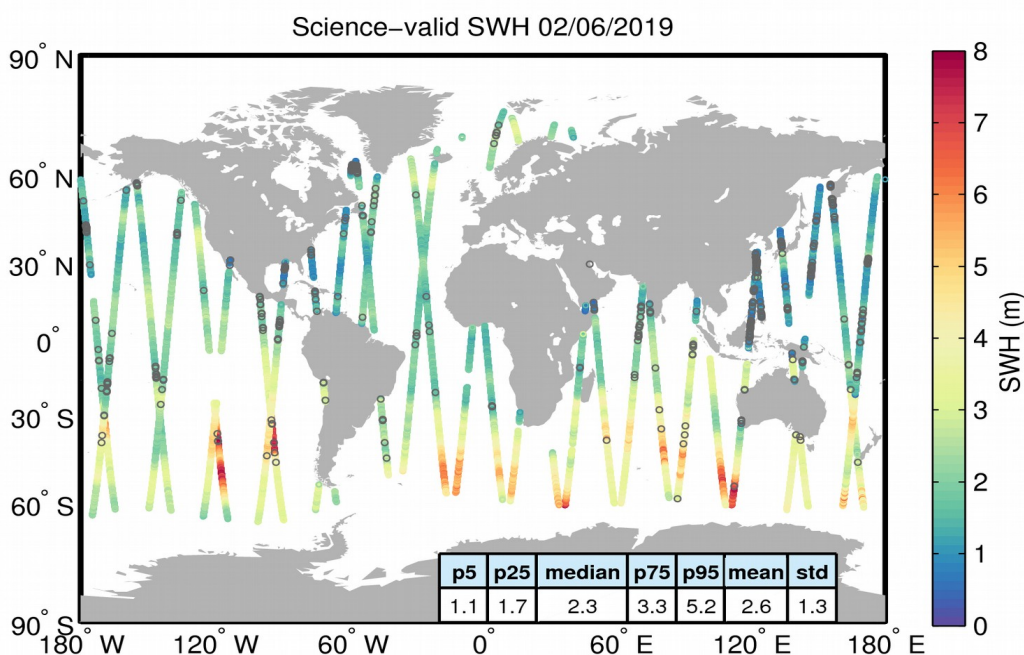 Science−valid SWH 02/06/2019
90° N
60° N
30° N
0°
30° S
60° S
90° S
180° W
120° W
60° W
0°
60° E
120° E
180° E
p5 p25 median p75 p95 mean std
1.1 1.7 2.3 3.3 5.2 2.6 1.3
8
7
6
5
4
3
2
1
0
SWH (m)